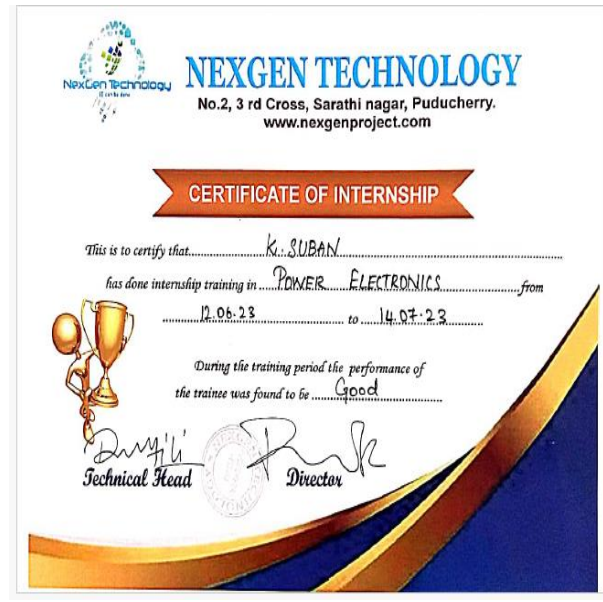 NexGen Technology
NEXGEN TECHNOLOGY
No.2, 3 rd Cross, Sarathi nagar, Puducherry.
www.nexgenproject.com
CERTIFICATE OF INTERNSHIP
This is to certify that K. SUBAN
has done internship training in POWER ELECTRONICS from
12.06.23 to 14.07.23
During the training period the performance of
the trainee was found to be Good
Technical Head Director